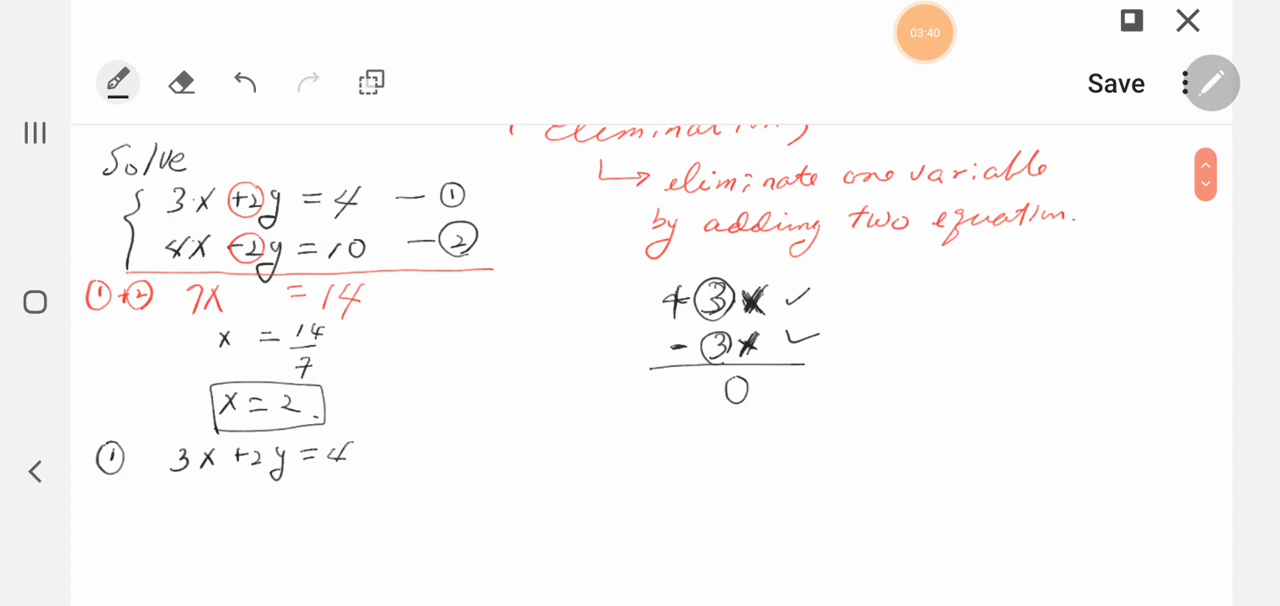 03:40
Save
(Elimination)
Solve
3x +2y = 4 — ①
4x -2y = 10 — ②
①+② 7x = 14
x = 14/7
x = 2.
① 3x +2y = 4
↳ eliminate one variable
by adding two equation.
+③x ✓
-③x ✓
0